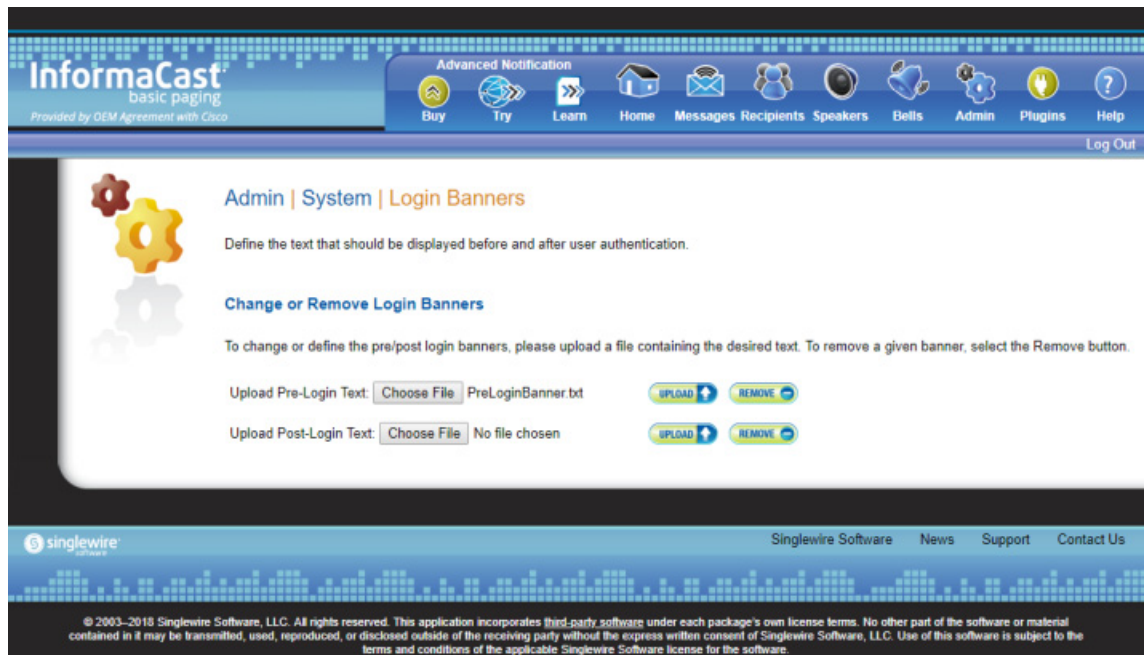 InformaCast
basic paging
Provided by OEM Agreement with Cisco
Advanced Notification
Buy Try Learn Home Messages Recipients Speakers Bells Admin Plugins Help
Log Out
Admin | System | Login Banners
Define the text that should be displayed before and after user authentication.
Change or Remove Login Banners
To change or define the pre/post login banners, please upload a file containing the desired text. To remove a given banner, select the Remove button.
Upload Pre-Login Text: Choose File PreLoginBanner.txt UPLOAD REMOVE
Upload Post-Login Text: Choose File No file chosen UPLOAD REMOVE
singlewire
software
Singlewire Software News Support Contact Us
© 2003–2018 Singlewire Software, LLC. All rights reserved. This application incorporates third-party software under each package's own license terms. No other part of the software or material
contained in it may be transmitted, used, reproduced, or disclosed outside of the receiving party without the express written consent of Singlewire Software, LLC. Use of this software is subject to the
terms and conditions of the applicable Singlewire Software license for the software.